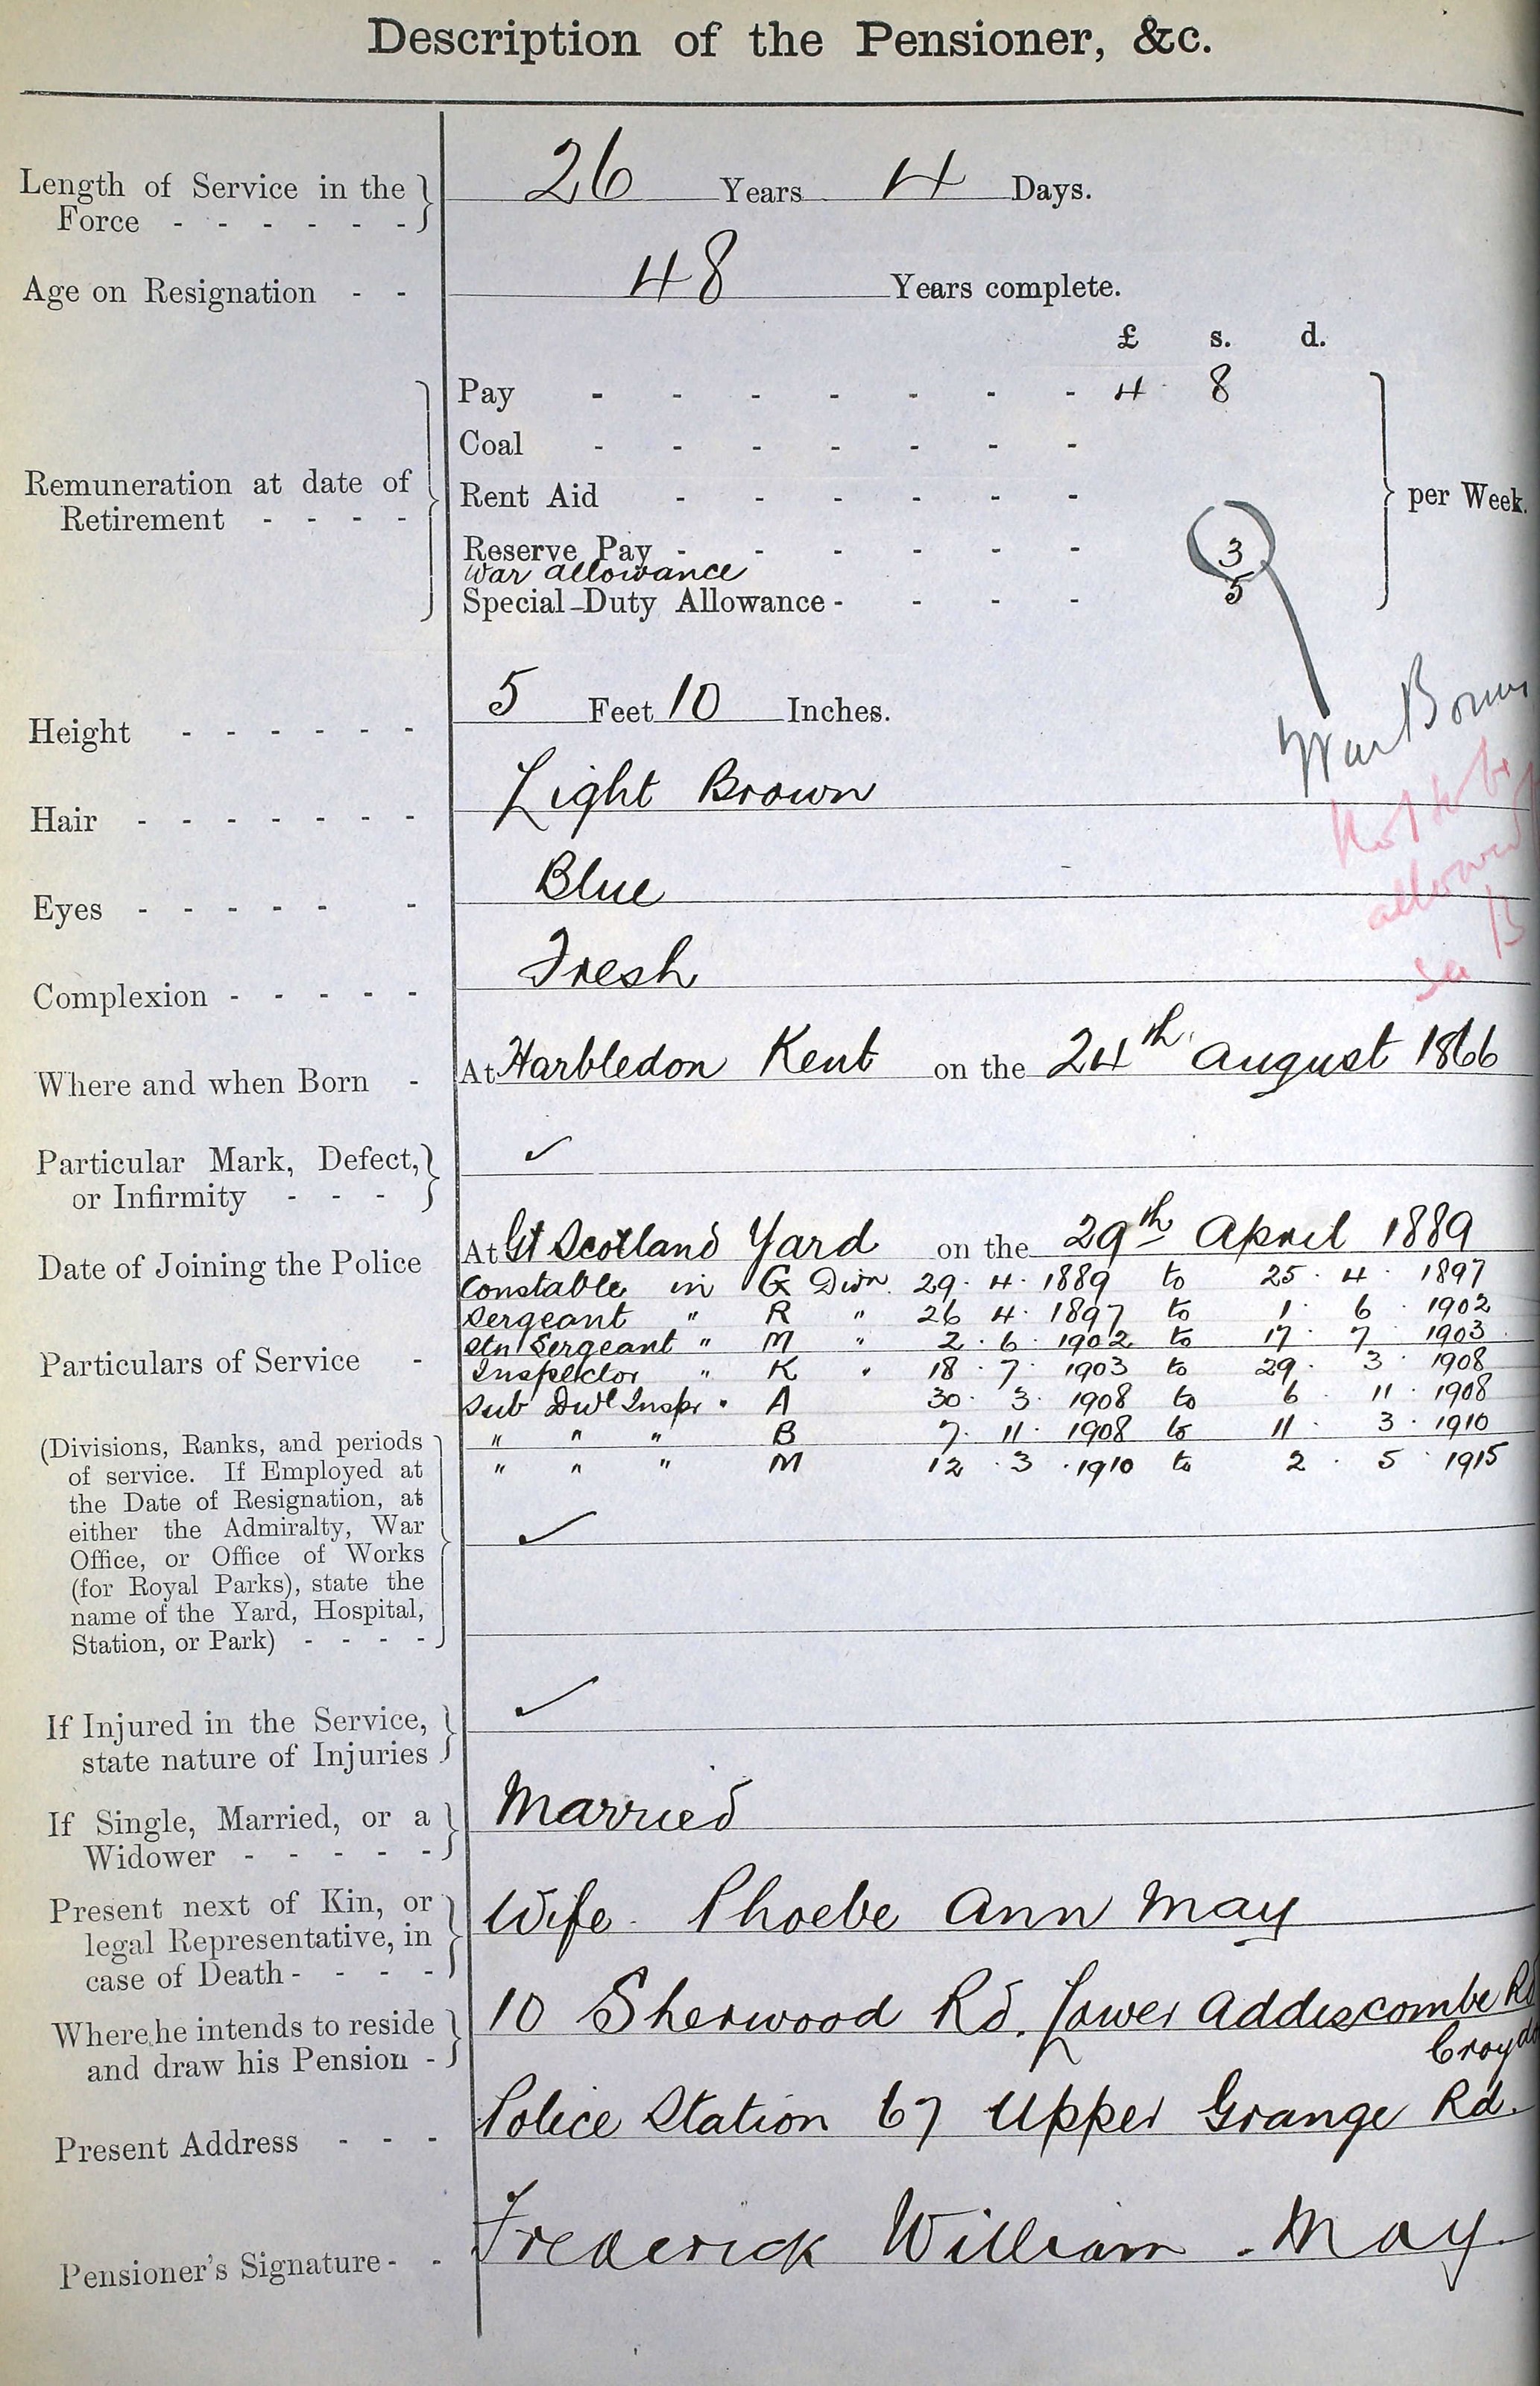 Description of the Pensioner, &c.
Length of Service in the Force - - - - - - 26 Years 4 Days.
Age on Resignation - - 48 Years complete.
£ s. d.
Remuneration at date of Retirement - - - -
Pay - - - - - - - 4 8
Coal - - - - - - -
Rent Aid - - - - - - per Week.
Reserve Pay - - - - - - 3
War allowance 5
Special Duty Allowance - - - -
War Bonus
Not to be
allowed
see B
Height - - - - - - 5 Feet 10 Inches.
Hair - - - - - - - Light Brown
Eyes - - - - - - Blue
Complexion - - - - - Fresh
Where and when Born - At Harbledon Kent on the 24th August 1866
Particular Mark, Defect, or Infirmity - - - ✓
Date of Joining the Police At Gt Scotland Yard on the 29th April 1889
Particulars of Service -
Constable in G Divn. 29. 4. 1889 to 25. 4. 1897
Sergeant " R " 26 4. 1897 to 1. 6. 1902
Stn Sergeant " M " 2. 6. 1902 to 17. 7. 1903
Inspector " K " 18. 7. 1903 to 29. 3. 1908
Sub Divl Inspr " A 30. 3. 1908 to 6 11. 1908
" " " B 7. 11. 1908 to 11. 3. 1910
" " " M 12. 3. 1910 to 2. 5. 1915
(Divisions, Ranks, and periods
of service. If Employed at
the Date of Resignation, at
either the Admiralty, War
Office, or Office of Works
(for Royal Parks), state the
name of the Yard, Hospital,
Station, or Park) - - - - ✓
If Injured in the Service, state nature of Injuries ✓
If Single, Married, or a Widower - - - - - Married
Present next of Kin, or legal Representative, in case of Death - - - - Wife. Phoebe Ann May
Where he intends to reside and draw his Pension - 10 Sherwood Rd. Lower Addiscombe Rd
Croydo
Present Address - - - Police Station 67 Upper Grange Rd.
Pensioner's Signature - - Frederick William May